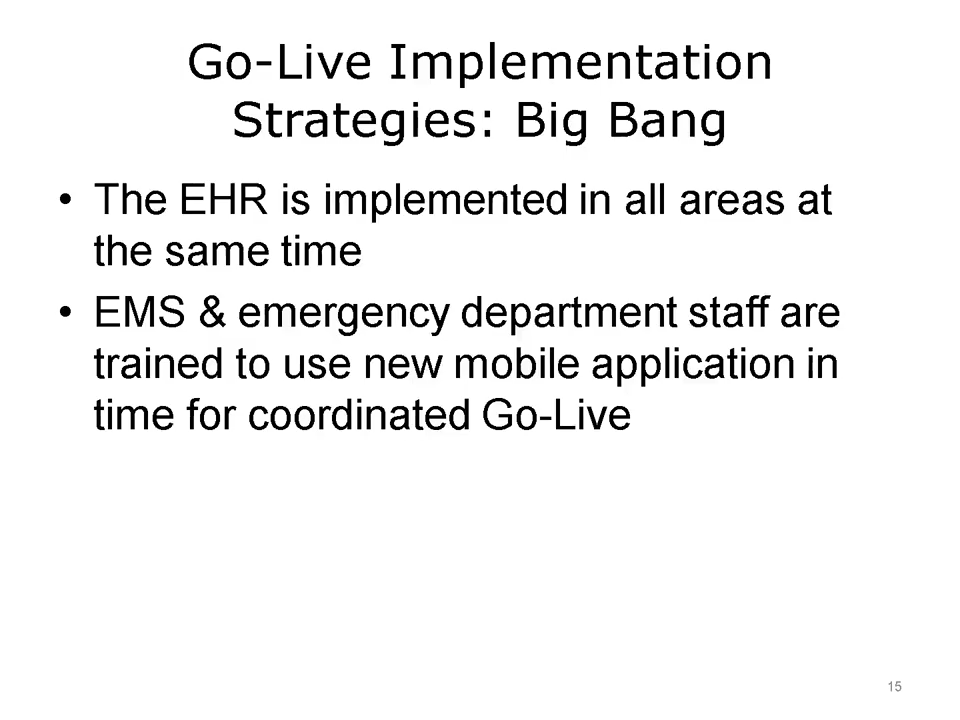 Go-Live Implementation
Strategies: Big Bang
• The EHR is implemented in all areas at
the same time
• EMS & emergency department staff are
trained to use new mobile application in
time for coordinated Go-Live
15